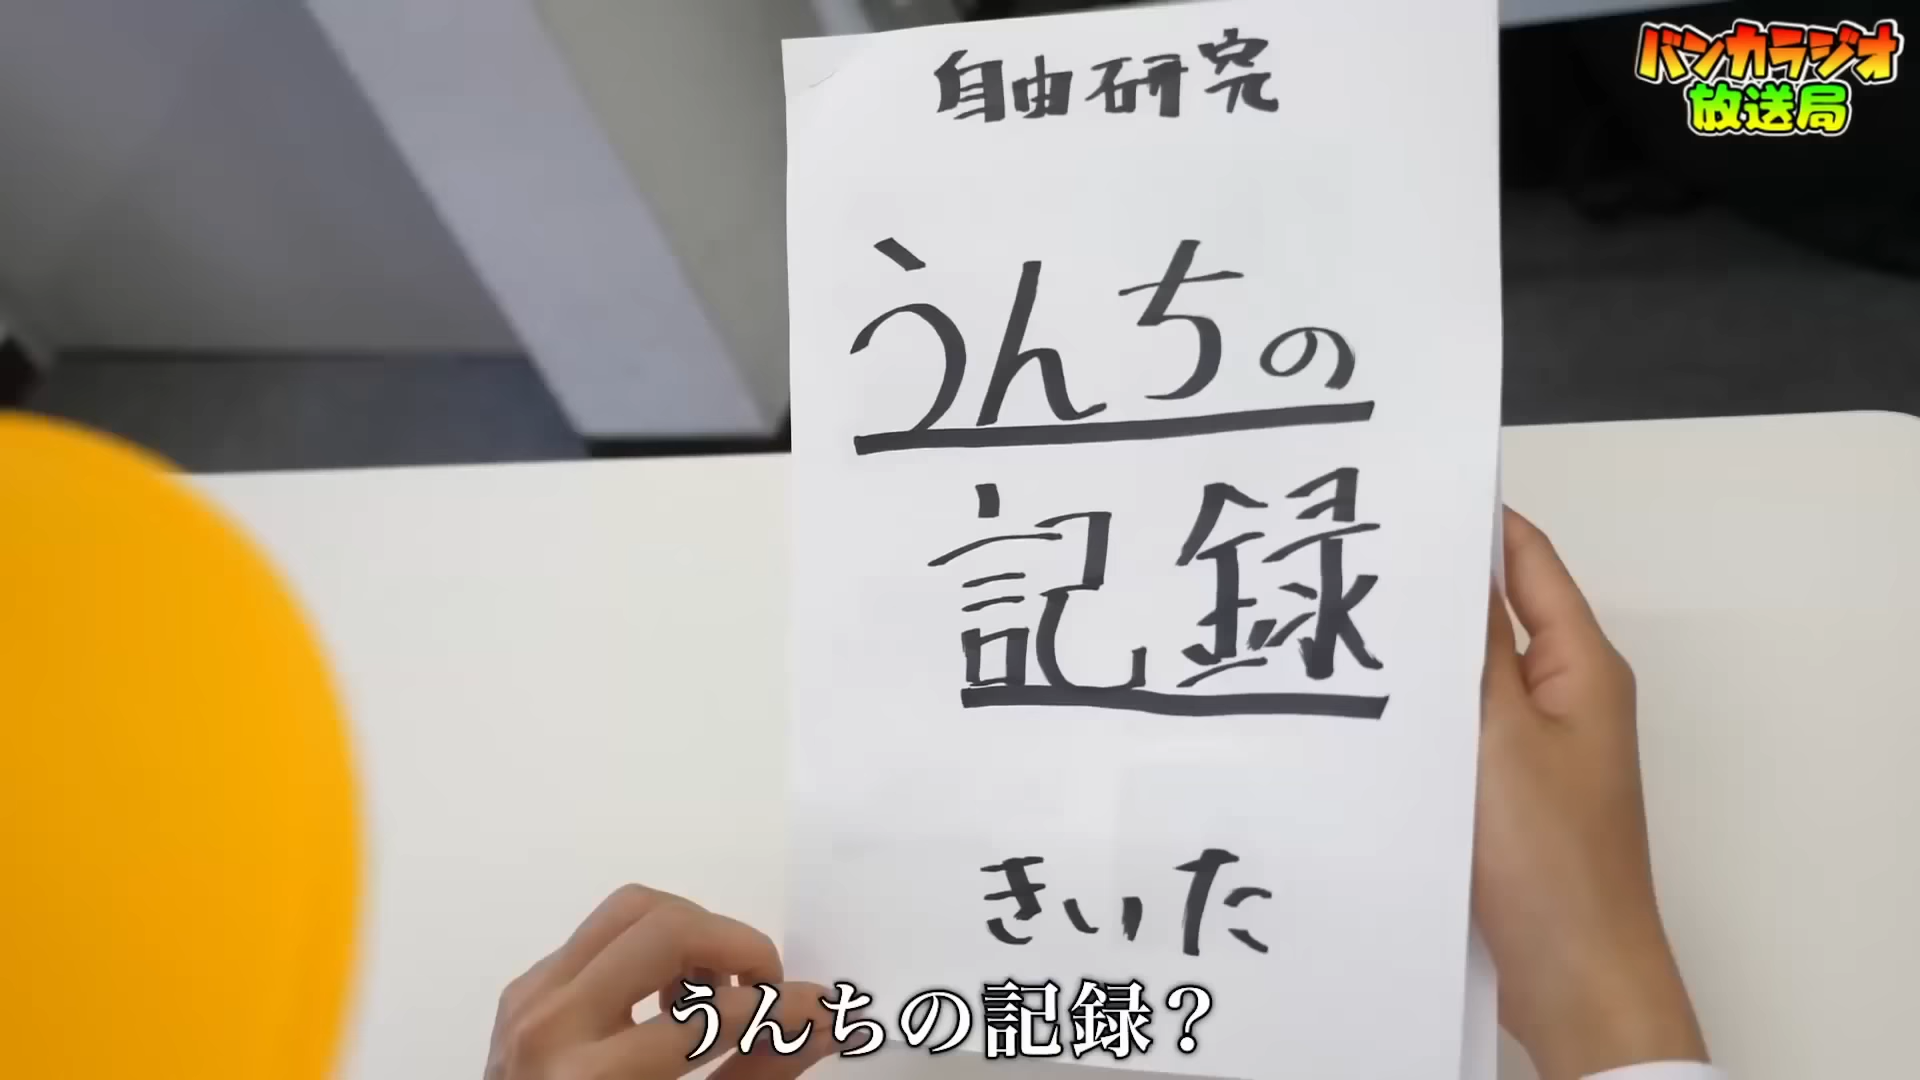 自由研究
うんちの
記録
きいた
うんちの記録?
バンカラジオ
放送局